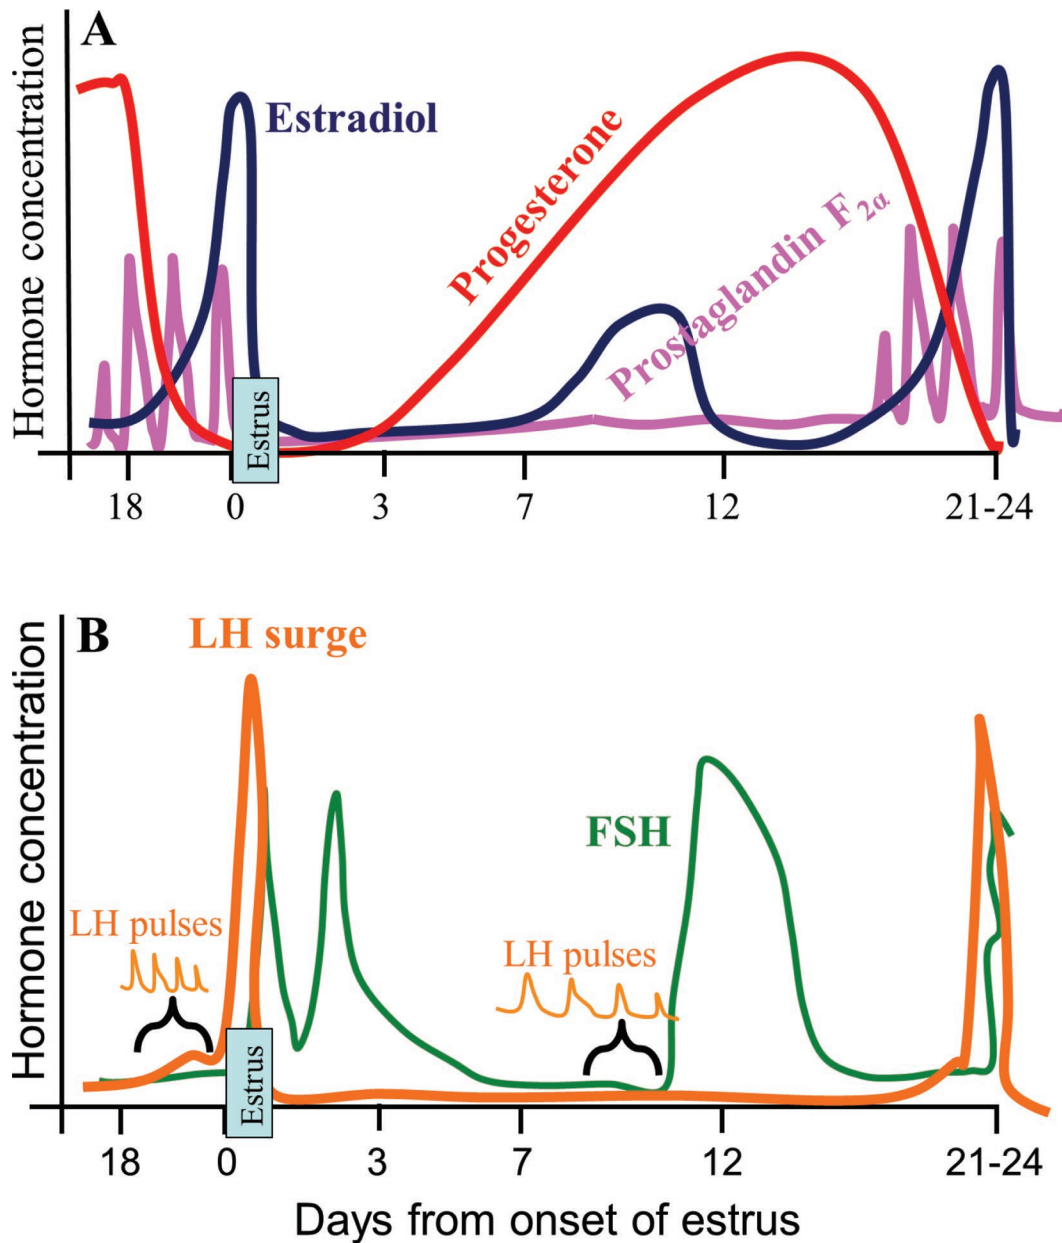 A
Hormone concentration
Estradiol
Progesterone
Prostaglandin F2α
Estrus
18 0 3 7 12 21-24
B
Hormone concentration
LH surge
FSH
LH pulses
LH pulses
Estrus
18 0 3 7 12 21-24
Days from onset of estrus